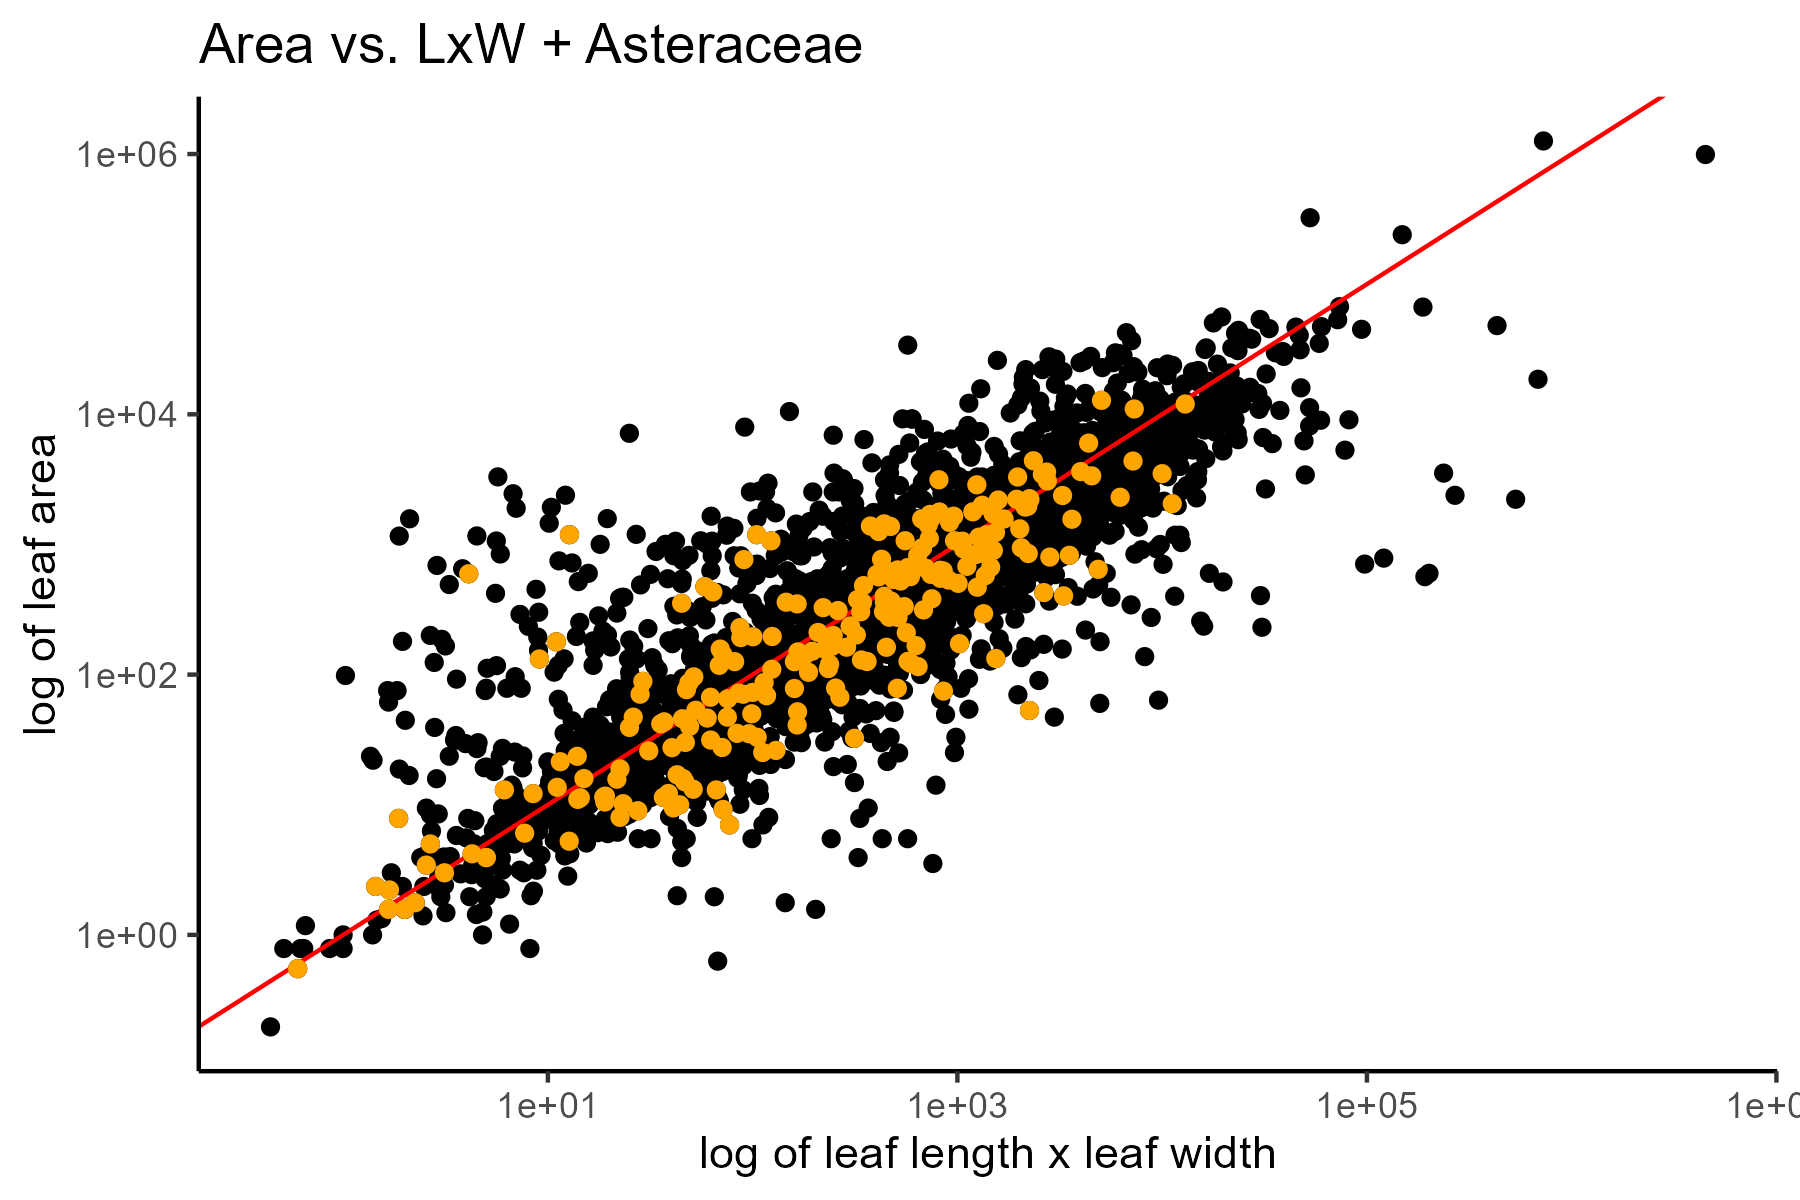 Area vs. LxW + Asteraceae
1e+06
1e+04
1e+02
1e+00
log of leaf area
1e+01
1e+03
1e+05
log of leaf length x leaf width